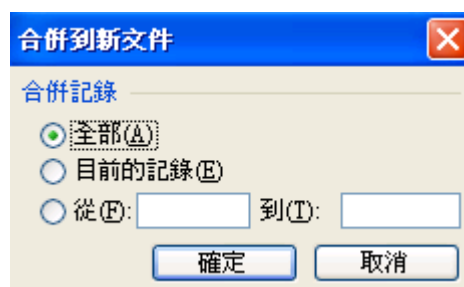 合併到新文件
合併記錄
全部(A)
目前的記錄(E)
從(F): 到(T):
確定 取消